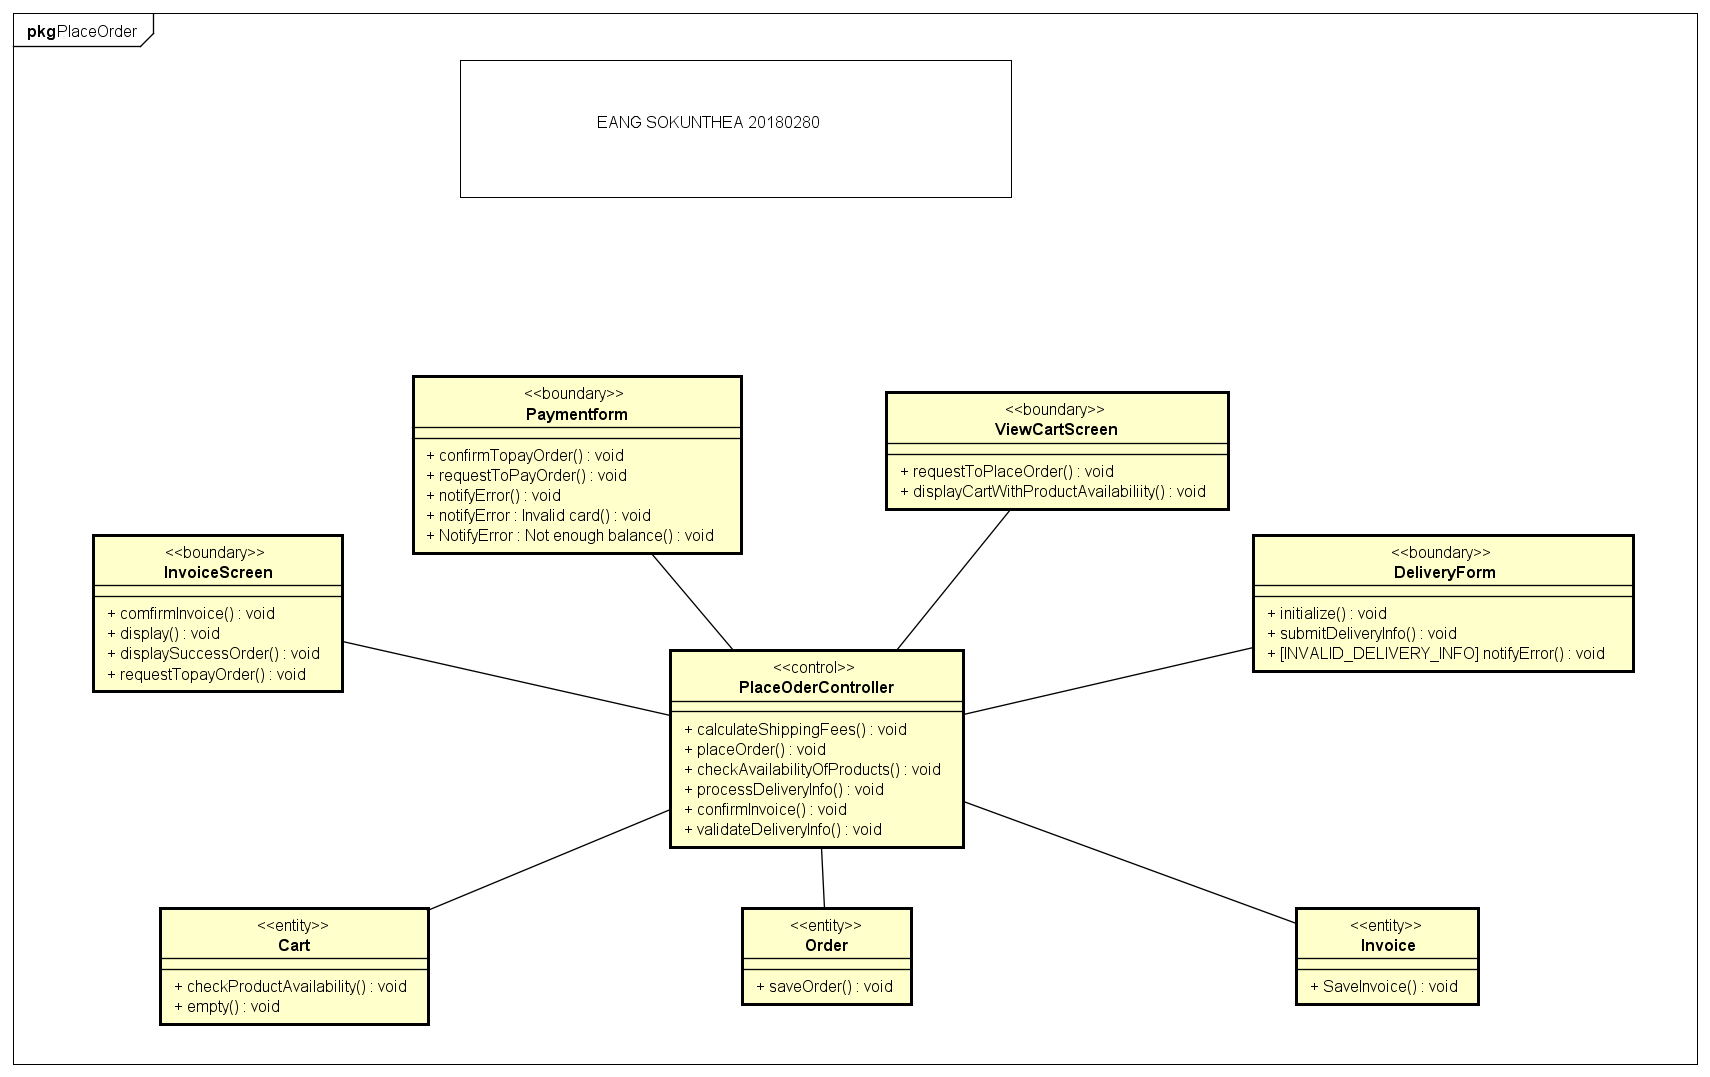 pkg PlaceOrder
EANG SOKUNTHEA 20180280
<<boundary>>
Paymentform
+ confirmTopayOrder() : void
+ requestToPayOrder() : void
+ notifyError() : void
+ notifyError : Invalid card() : void
+ NotifyError : Not enough balance() : void
<<boundary>>
ViewCartScreen
+ requestToPlaceOrder() : void
+ displayCartWithProductAvailabiliity() : void
<<boundary>>
InvoiceScreen
+ comfirmInvoice() : void
+ display() : void
+ displaySuccessOrder() : void
+ requestTopayOrder() : void
<<boundary>>
DeliveryForm
+ initialize() : void
+ submitDeliveryInfo() : void
+ [INVALID_DELIVERY_INFO] notifyError() : void
<<control>>
PlaceOderController
+ calculateShippingFees() : void
+ placeOrder() : void
+ checkAvailabilityOfProducts() : void
+ processDeliveryInfo() : void
+ confirmInvoice() : void
+ validateDeliveryInfo() : void
<<entity>>
Cart
+ checkProductAvailability() : void
+ empty() : void
<<entity>>
Order
+ saveOrder() : void
<<entity>>
Invoice
+ SaveInvoice() : void